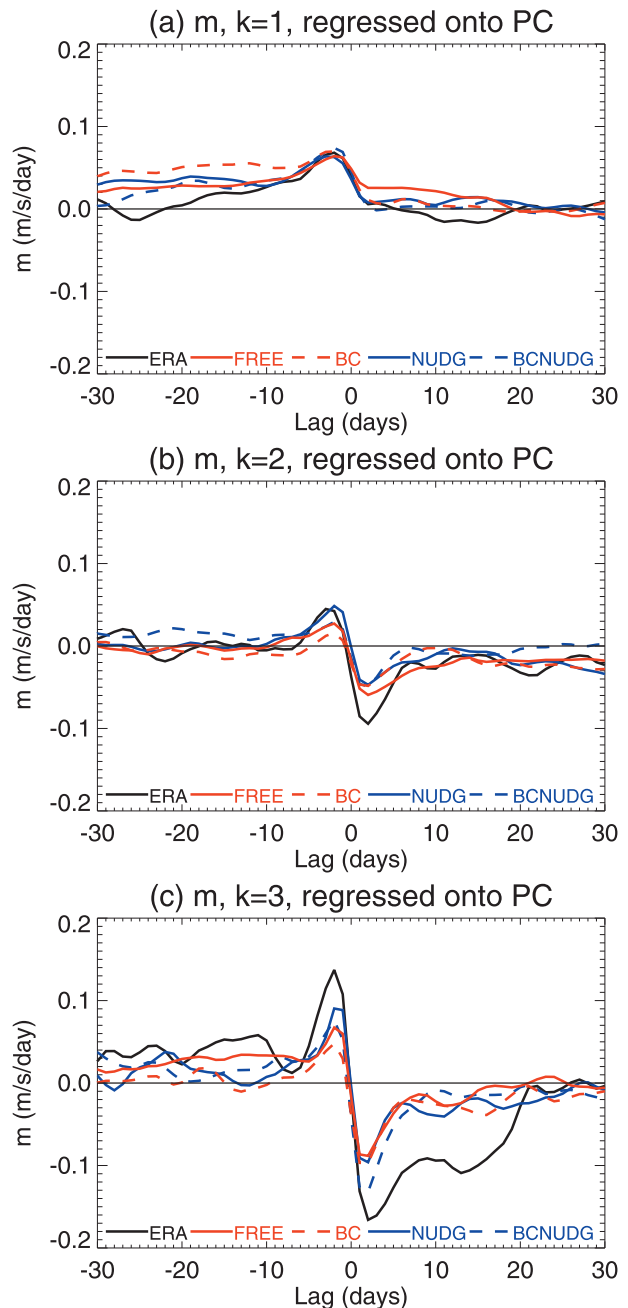 (a) m, k=1, regressed onto PC
0.2
0.1
0.0
-0.1
-0.2
m (m/s/day)
ERA FREE BC NUDG BCNUDG
-30 -20 -10 0 10 20 30
Lag (days)
(b) m, k=2, regressed onto PC
0.2
0.1
0.0
-0.1
-0.2
m (m/s/day)
ERA FREE BC NUDG BCNUDG
-30 -20 -10 0 10 20 30
Lag (days)
(c) m, k=3, regressed onto PC
0.2
0.1
0.0
-0.1
-0.2
m (m/s/day)
ERA FREE BC NUDG BCNUDG
-30 -20 -10 0 10 20 30
Lag (days)